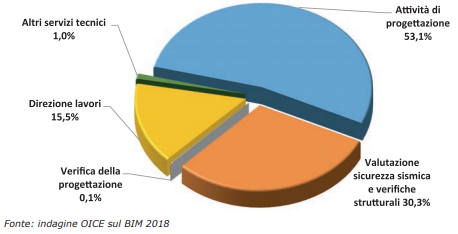 Attività di
progettazione
53,1%
Altri servizi tecnici
1,0%
Direzione lavori
15,5%
Verifica della
progettazione
0,1%
Valutazione
sicurezza sismica
e verifiche
strutturali 30,3%
Fonte: indagine OICE sul BIM 2018